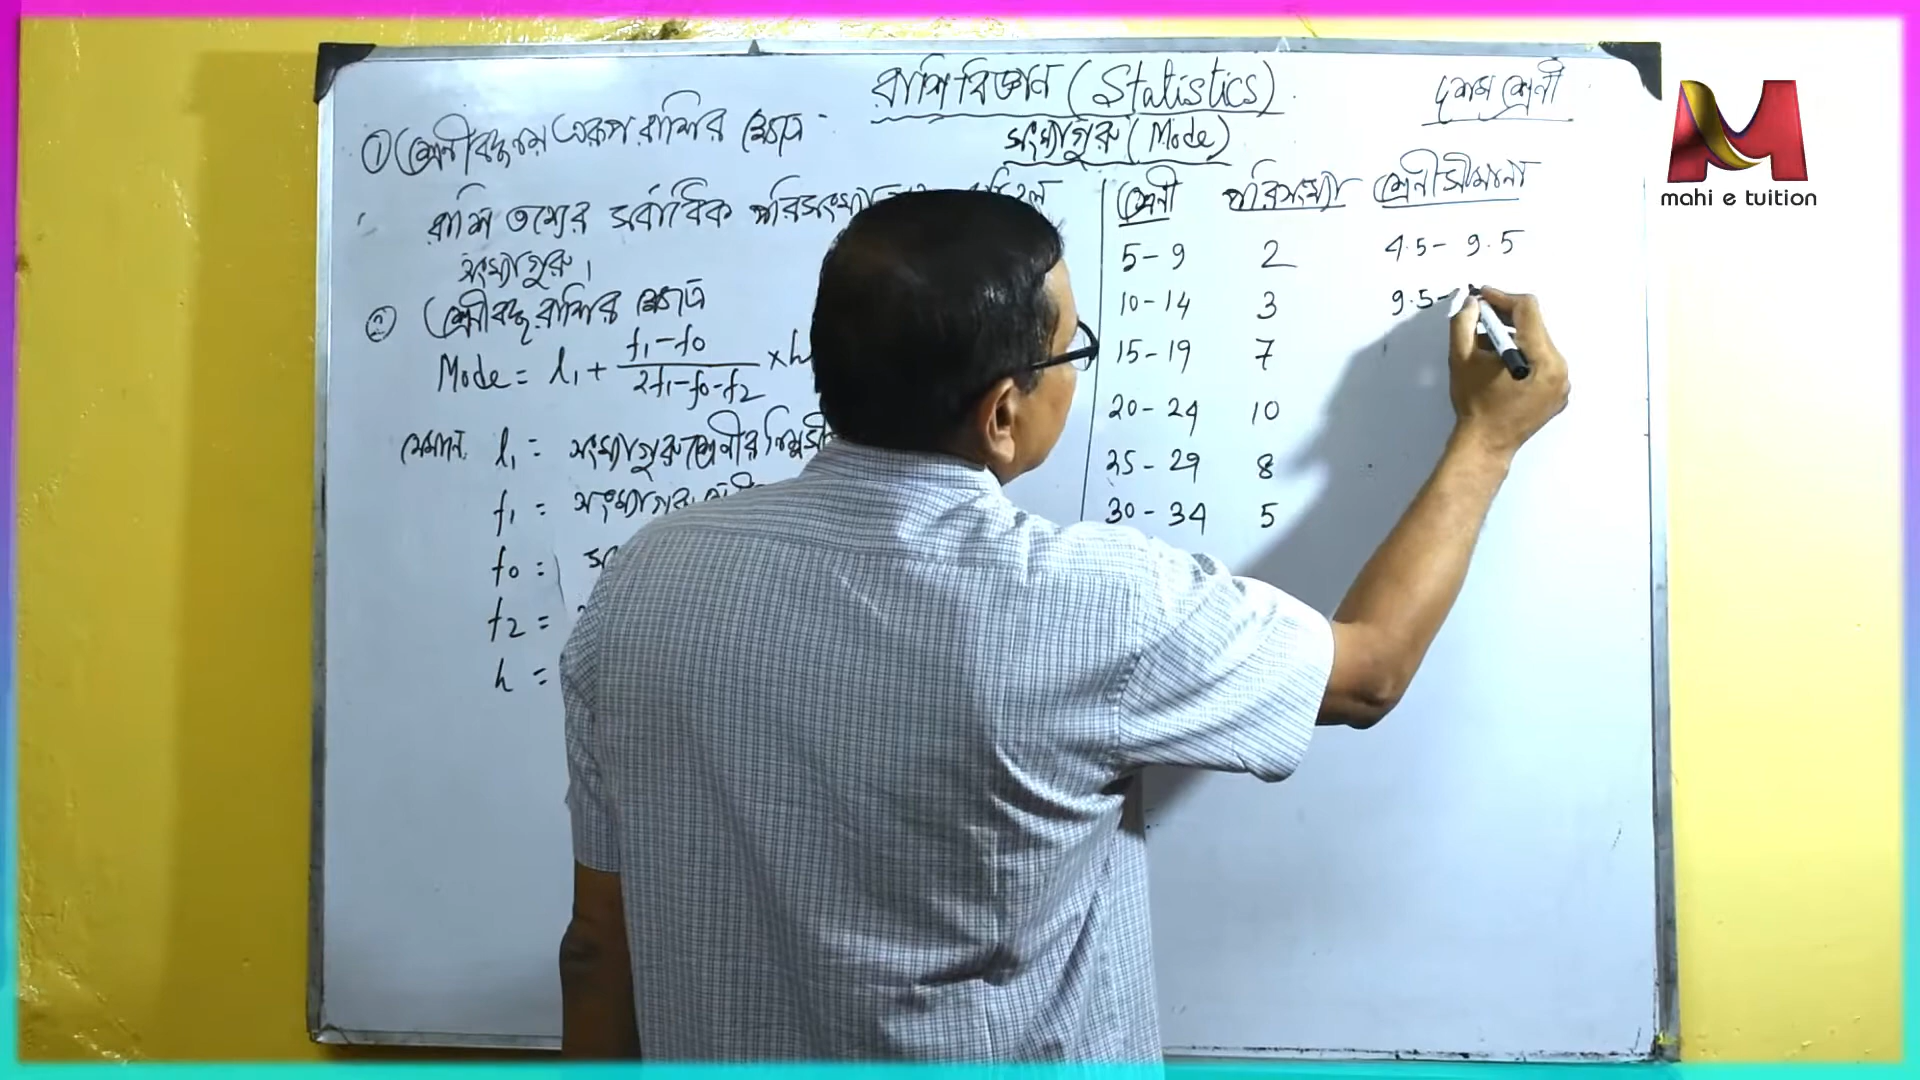 রাশিবিজ্ঞান (Statistics)
দশম শ্রেণী
সংখ্যাগুরু (Mode)
① শ্রেণীবদ্ধ নয় এরূপ রাশির ক্ষেত্রে
রাশি তথ্যের সর্বাধিক পরিসংখ্যা
সংখ্যাগুরু।
② শ্রেণীবদ্ধ রাশির ক্ষেত্রে
Mode = l₁ + (f₁-f₀)/(2f₁-f₀-f₂) × h
যেখানে l₁ = সংখ্যাগুরু শ্রেণীর
f₁ = সংখ্যাগুরু
f₀ =
f₂ =
h =
শ্রেণী পরিসংখ্যা শ্রেণী সীমানা
5-9 2 4.5-9.5
10-14 3 9.5-
15-19 7
20-24 10
25-29 8
30-34 5
mahi e tuition